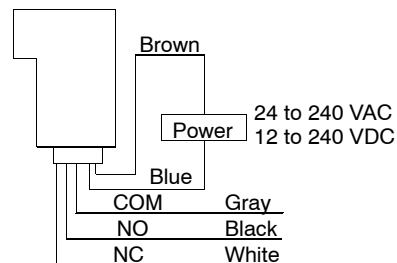 Brown
24 to 240 VAC
Power
12 to 240 VDC
Blue
COM Gray
NO Black
NC White